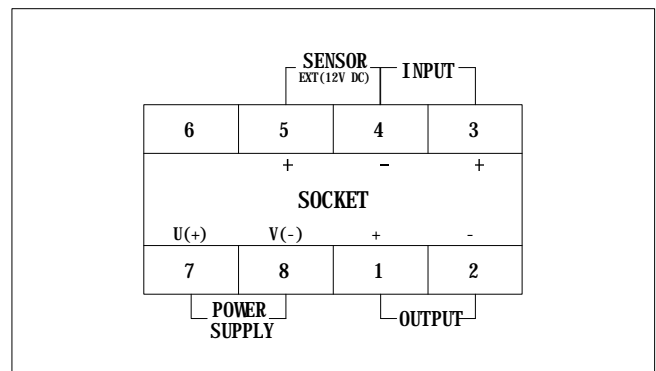 SENSOR
EXT(12V DC)
INPUT
6 5 4 3
+ - +
SOCKET
U(+) V(-) + -
7 8 1 2
POWER
SUPPLY
OUTPUT